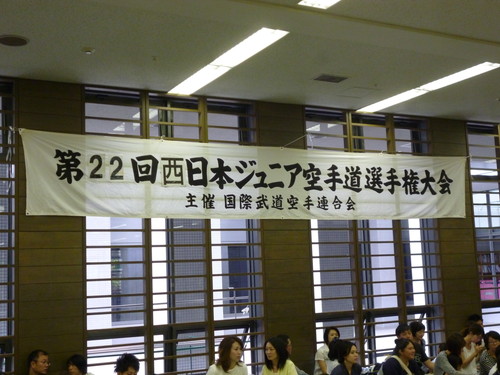 第22回西日本ジュニア空手道選手権大会
主催 国際武道空手連合会